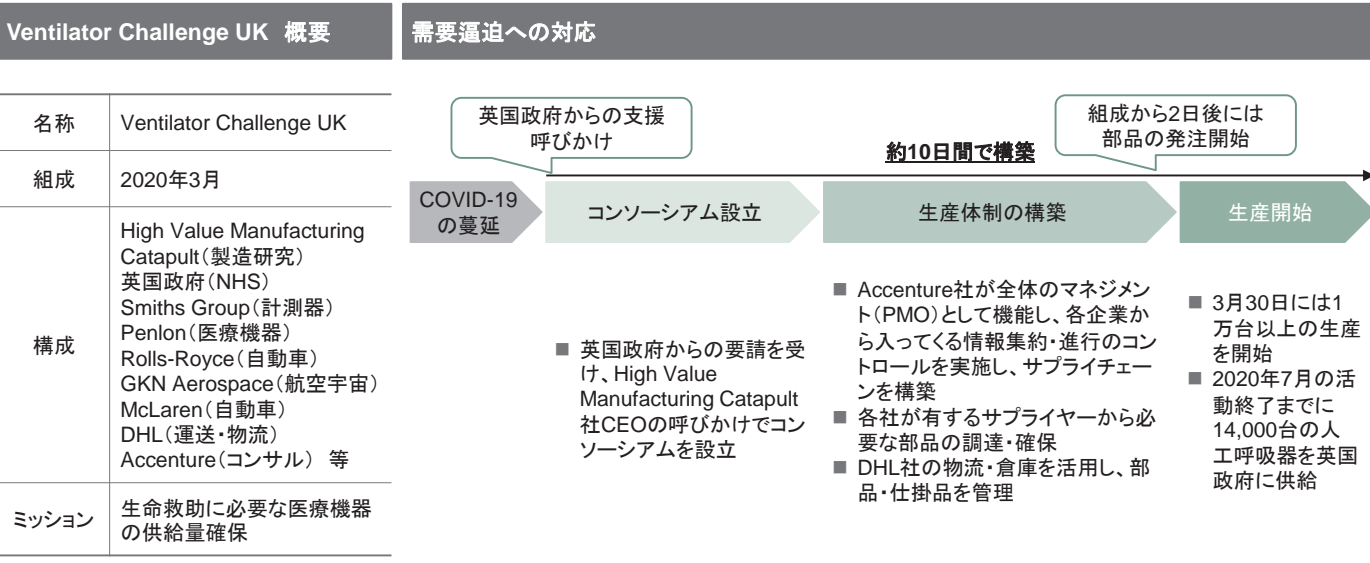 Ventilator Challenge UK 概要
名称
Ventilator Challenge UK
組成
2020年3月
構成
High Value Manufacturing
Catapult（製造研究）
英国政府（NHS）
Smiths Group（計測器）
Penlon（医療機器）
Rolls-Royce（自動車）
GKN Aerospace（航空宇宙）
McLaren（自動車）
DHL（運送・物流）
Accenture（コンサル） 等
ミッション
生命救助に必要な医療機器
の供給量確保
需要逼迫への対応
英国政府からの支援
呼びかけ
約10日間で構築
組成から2日後には
部品の発注開始
COVID-19
の蔓延
コンソーシアム設立
生産体制の構築
生産開始
■ 英国政府からの要請を受
け、High Value
Manufacturing Catapult
社CEOの呼びかけでコン
ソーシアムを設立
■ Accenture社が全体のマネジメン
ト（PMO）として機能し、各企業か
ら入ってくる情報集約・進行のコン
トロールを実施し、サプライチェー
ンを構築
■ 各社が有するサプライヤーから必
要な部品の調達・確保
■ DHL社の物流・倉庫を活用し、部
品・仕掛品を管理
■ 3月30日には1
万台以上の生産
を開始
■ 2020年7月の活
動終了までに
14,000台の人
工呼吸器を英国
政府に供給